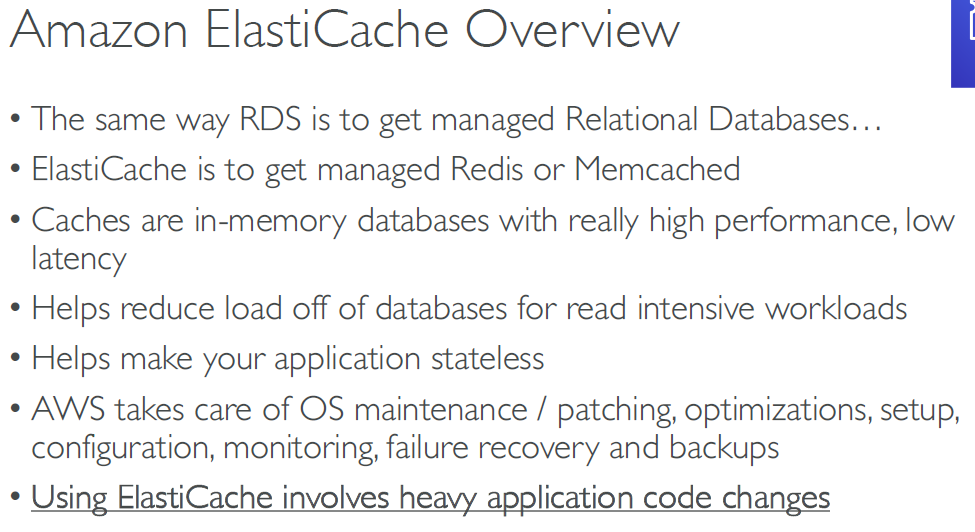 Amazon ElastiCache Overview
• The same way RDS is to get managed Relational Databases…
• ElastiCache is to get managed Redis or Memcached
• Caches are in-memory databases with really high performance, low
latency
• Helps reduce load off of databases for read intensive workloads
• Helps make your application stateless
• AWS takes care of OS maintenance / patching, optimizations, setup,
configuration, monitoring, failure recovery and backups
• Using ElastiCache involves heavy application code changes